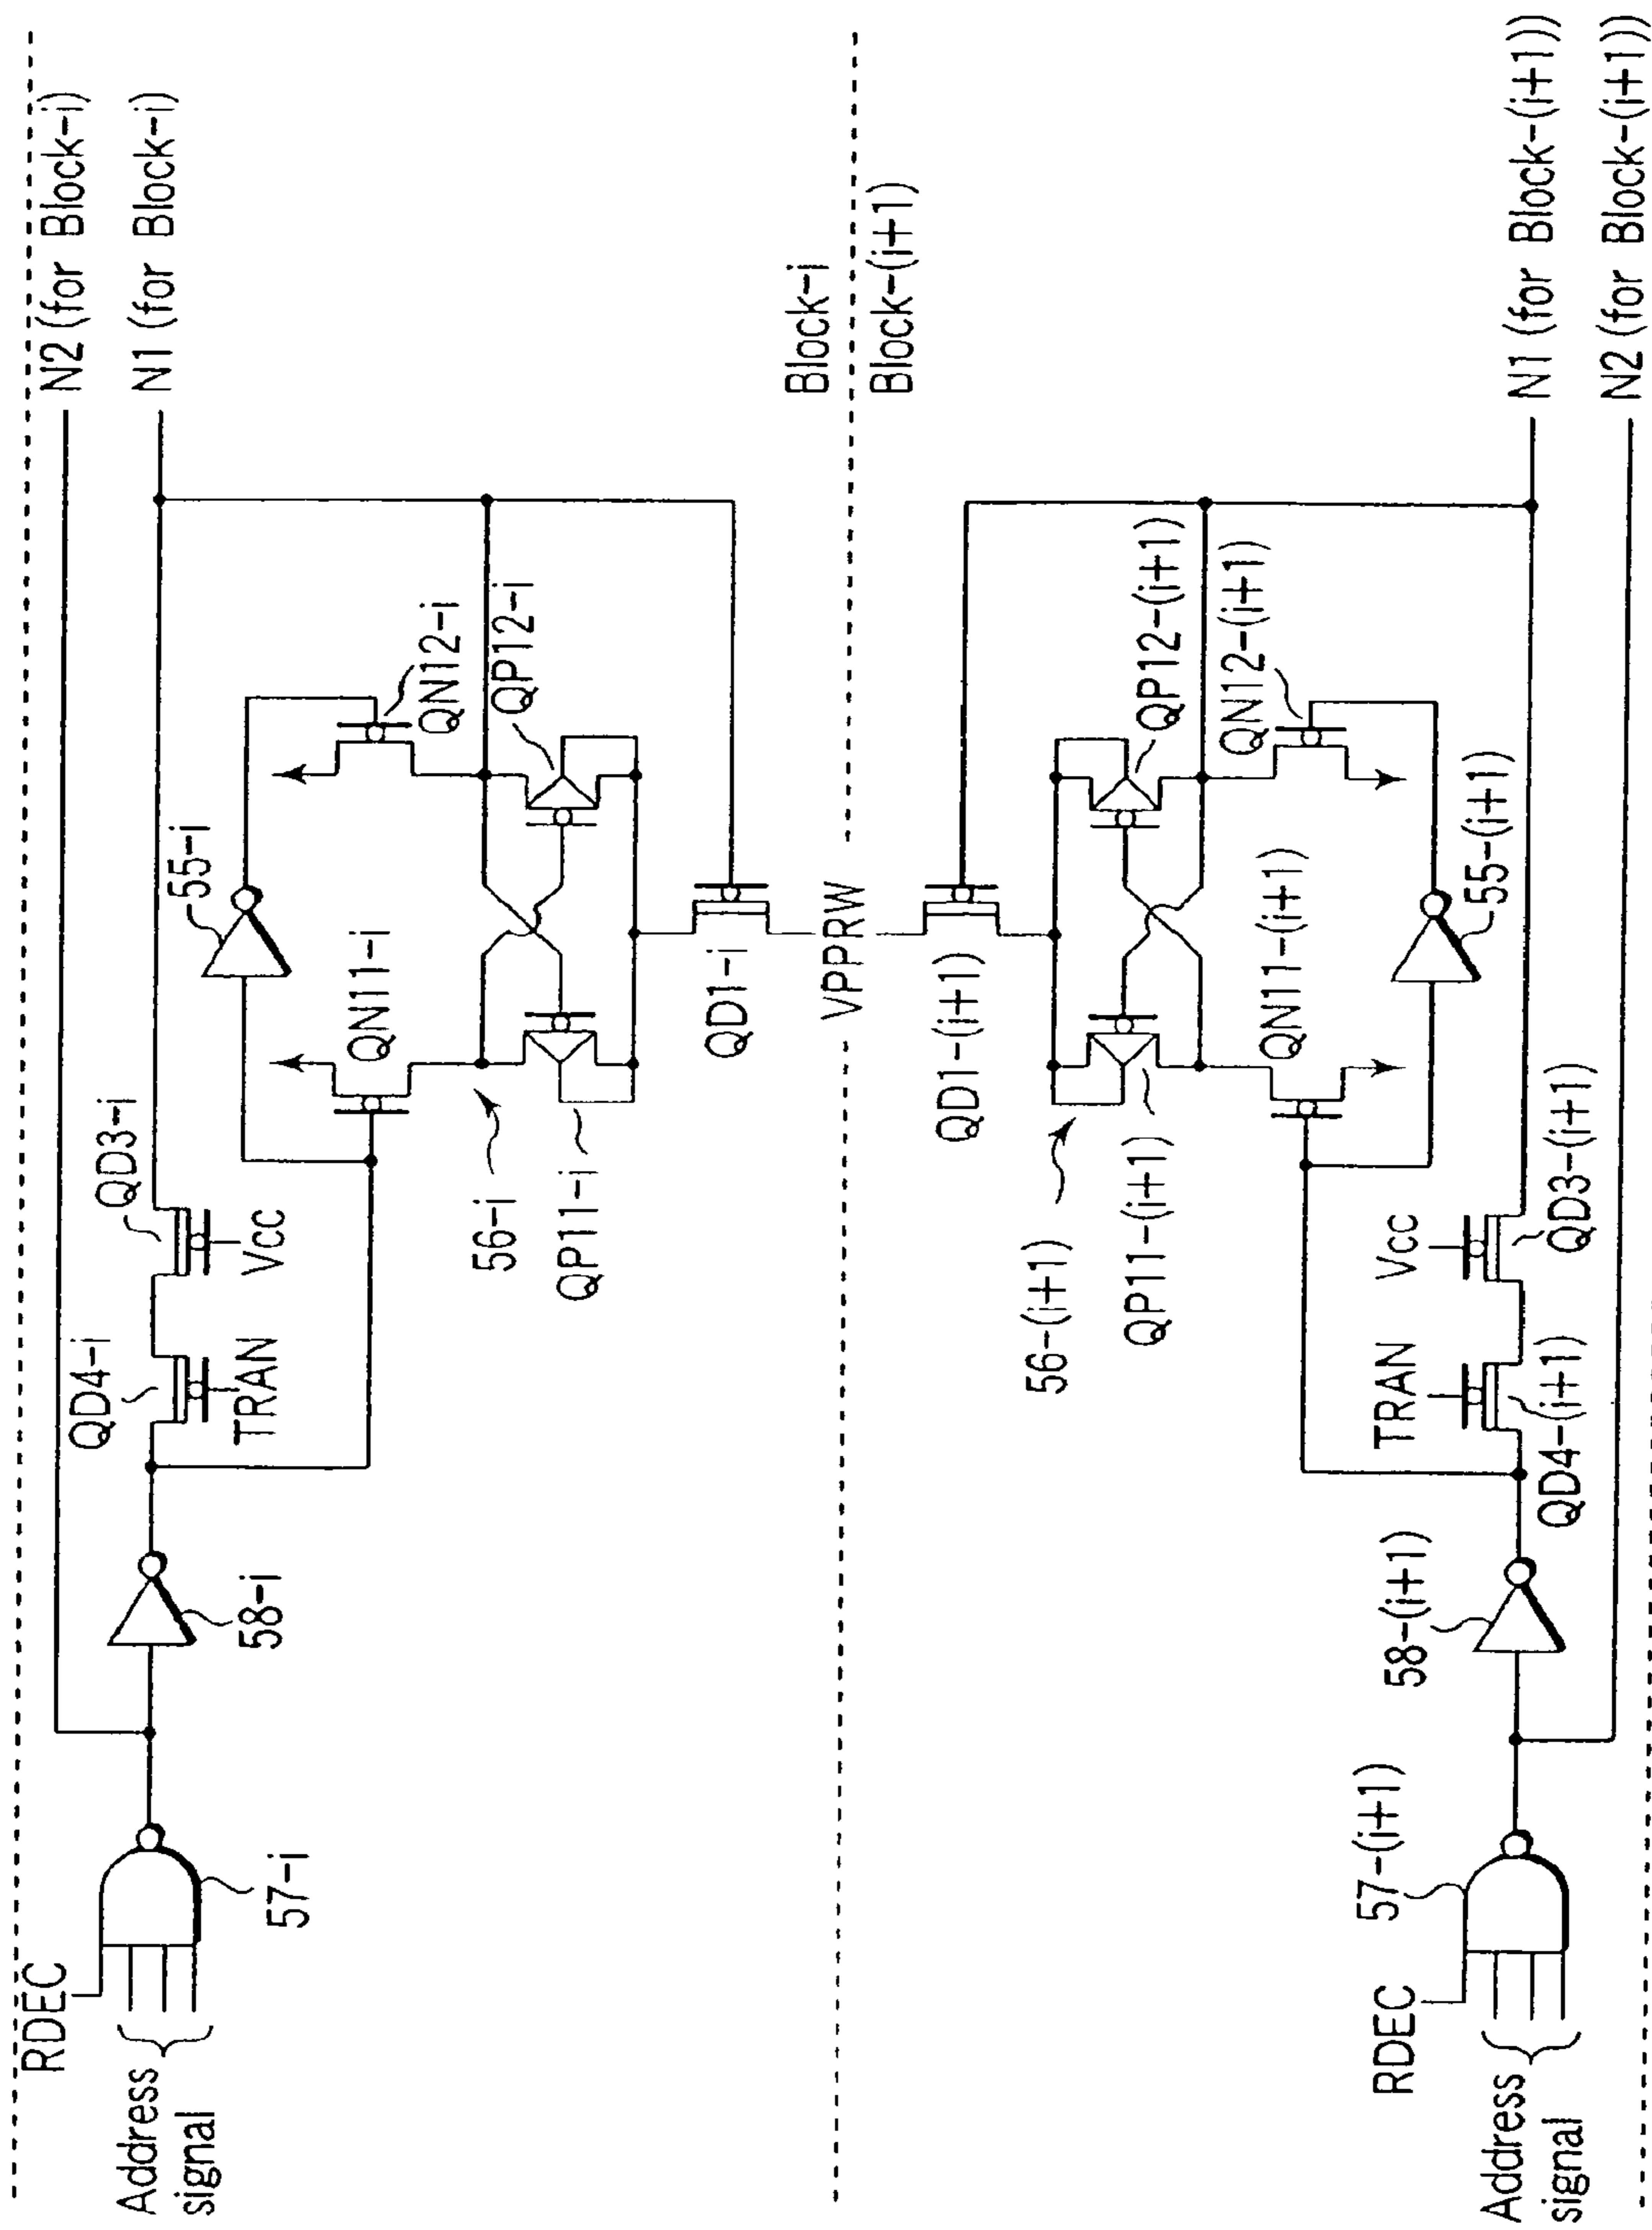 RDEC
Address
signal
57-i
58-i
QD4-i
TRAN
QD3-i
Vcc
55-i
QN11-i
QN12-i
56-i
QP11-i
QP12-i
QD1-i
N2 (for Block-i)
N1 (for Block-i)
Block-i
VPPRW
Block-(i+1)
QD1-(i+1)
56-(i+1)
QP11-(i+1)
QP12-(i+1)
QN11-(i+1)
QN12-(i+1)
55-(i+1)
Vcc
QD3-(i+1)
TRAN
QD4-(i+1)
58-(i+1)
57-(i+1)
RDEC
Address
signal
N1 (for Block-(i+1))
N2 (for Block-(i+1))